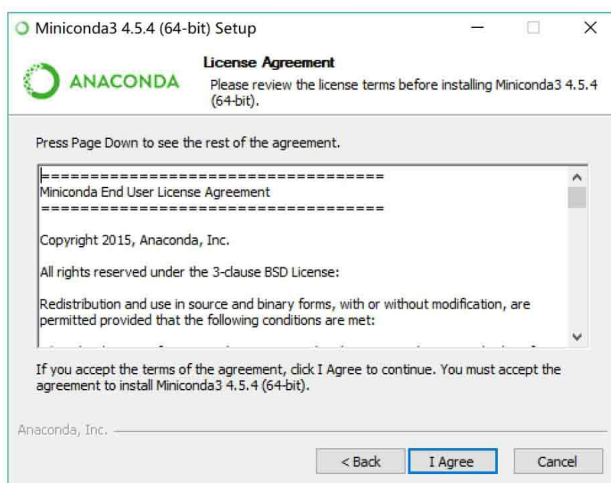 Miniconda3 4.5.4 (64-bit) Setup
ANACONDA
License Agreement
Please review the license terms before installing Miniconda3 4.5.4
(64-bit).
Press Page Down to see the rest of the agreement.
===================================
Miniconda End User License Agreement
===================================
Copyright 2015, Anaconda, Inc.
All rights reserved under the 3-clause BSD License:
Redistribution and use in source and binary forms, with or without modification, are
permitted provided that the following conditions are met:
If you accept the terms of the agreement, click I Agree to continue. You must accept the
agreement to install Miniconda3 4.5.4 (64-bit).
Anaconda, Inc.
< Back
I Agree
Cancel